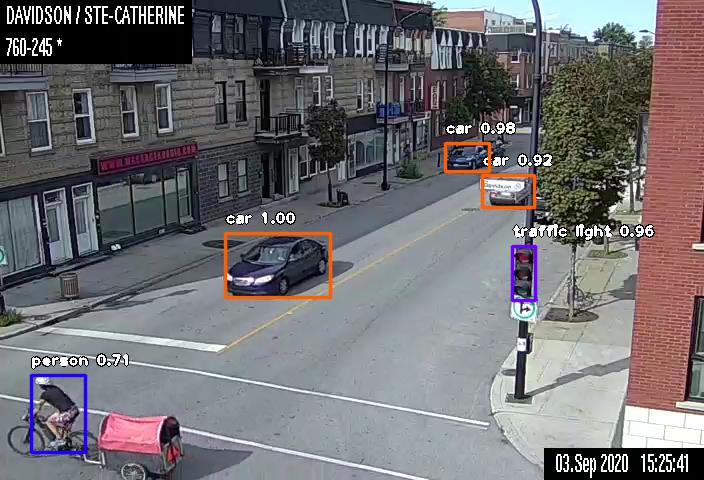 DAVIDSON / STE-CATHERINE
760-245 *
car 0.98
car 0.92
car 1.00
traffic light 0.96
person 0.71
03.Sep 2020 15:25:41